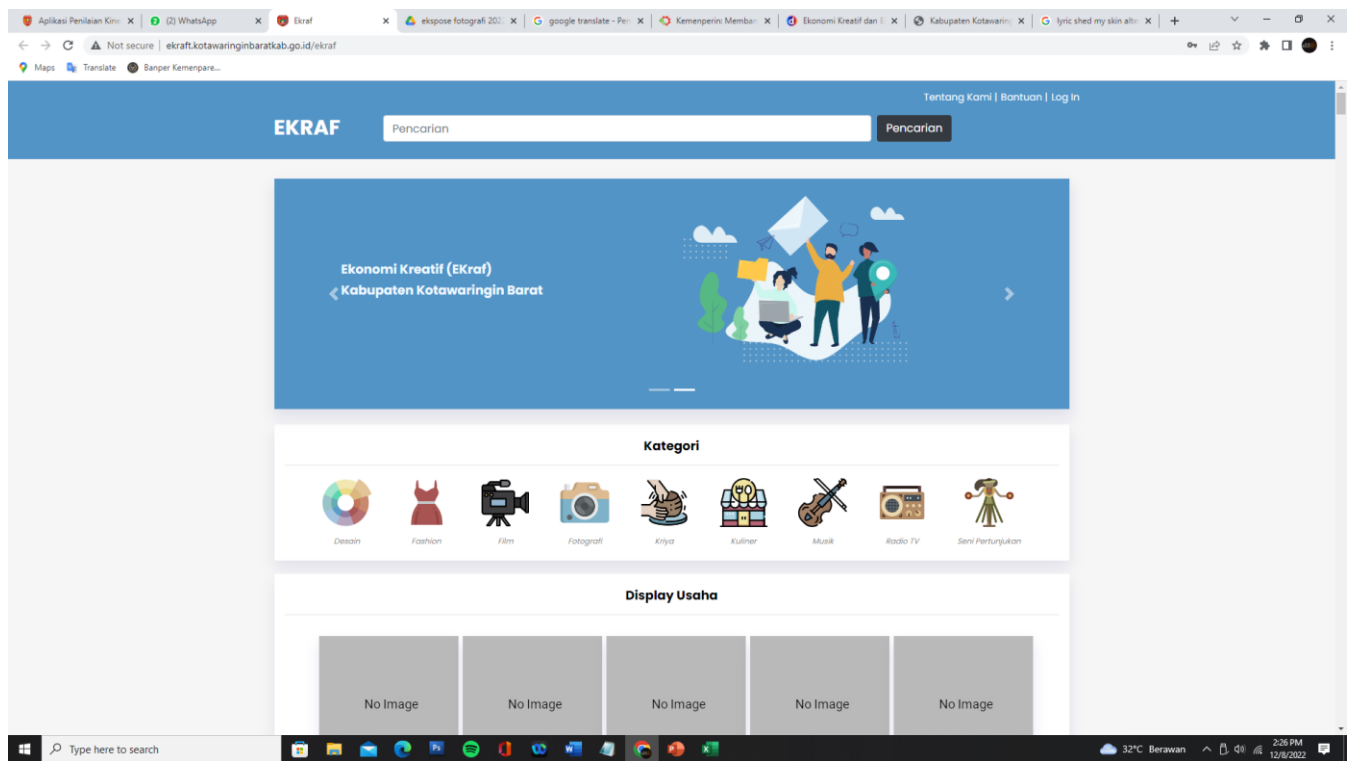 Aplikasi Penilaian Kine
(2) WhatsApp
Ekraf
ekspose fotografi 202
google translate - Pen
Kemenperin: Memban
Ekonomi Kreatif dan
Kabupaten Kotawaring
lyric shed my skin alte
Not secure | ekraft.kotawaringinbaratkab.go.id/ekraf
Maps
Translate
Banper Kemenpare...
Tentang Kami | Bantuan | Log In
EKRAF
Pencarian
Pencarian
Ekonomi Kreatif (EKraf)
Kabupaten Kotawaringin Barat
Kategori
Desain
Fashion
Film
Fotografi
Kriya
Kuliner
Musik
Radio TV
Seni Pertunjukan
Display Usaha
No Image
No Image
No Image
No Image
No Image
Type here to search
32°C Berawan
2:26 PM
12/8/2022